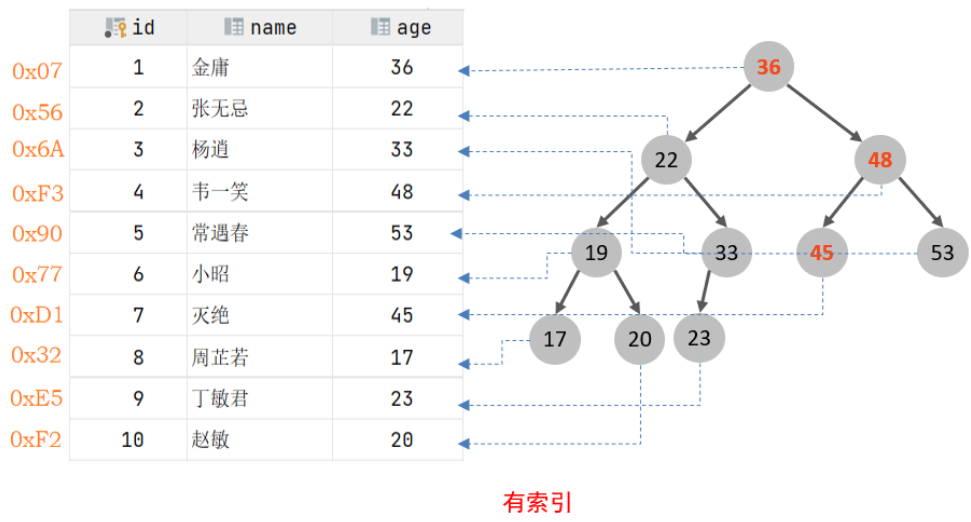 id name age
0x07 1 金庸 36
0x56 2 张无忌 22
0x6A 3 杨逍 33
0xF3 4 韦一笑 48
0x90 5 常遇春 53
0x77 6 小昭 19
0xD1 7 灭绝 45
0x32 8 周芷若 17
0xE5 9 丁敏君 23
0xF2 10 赵敏 20
36
22 48
19 33 45 53
17 20 23
有索引